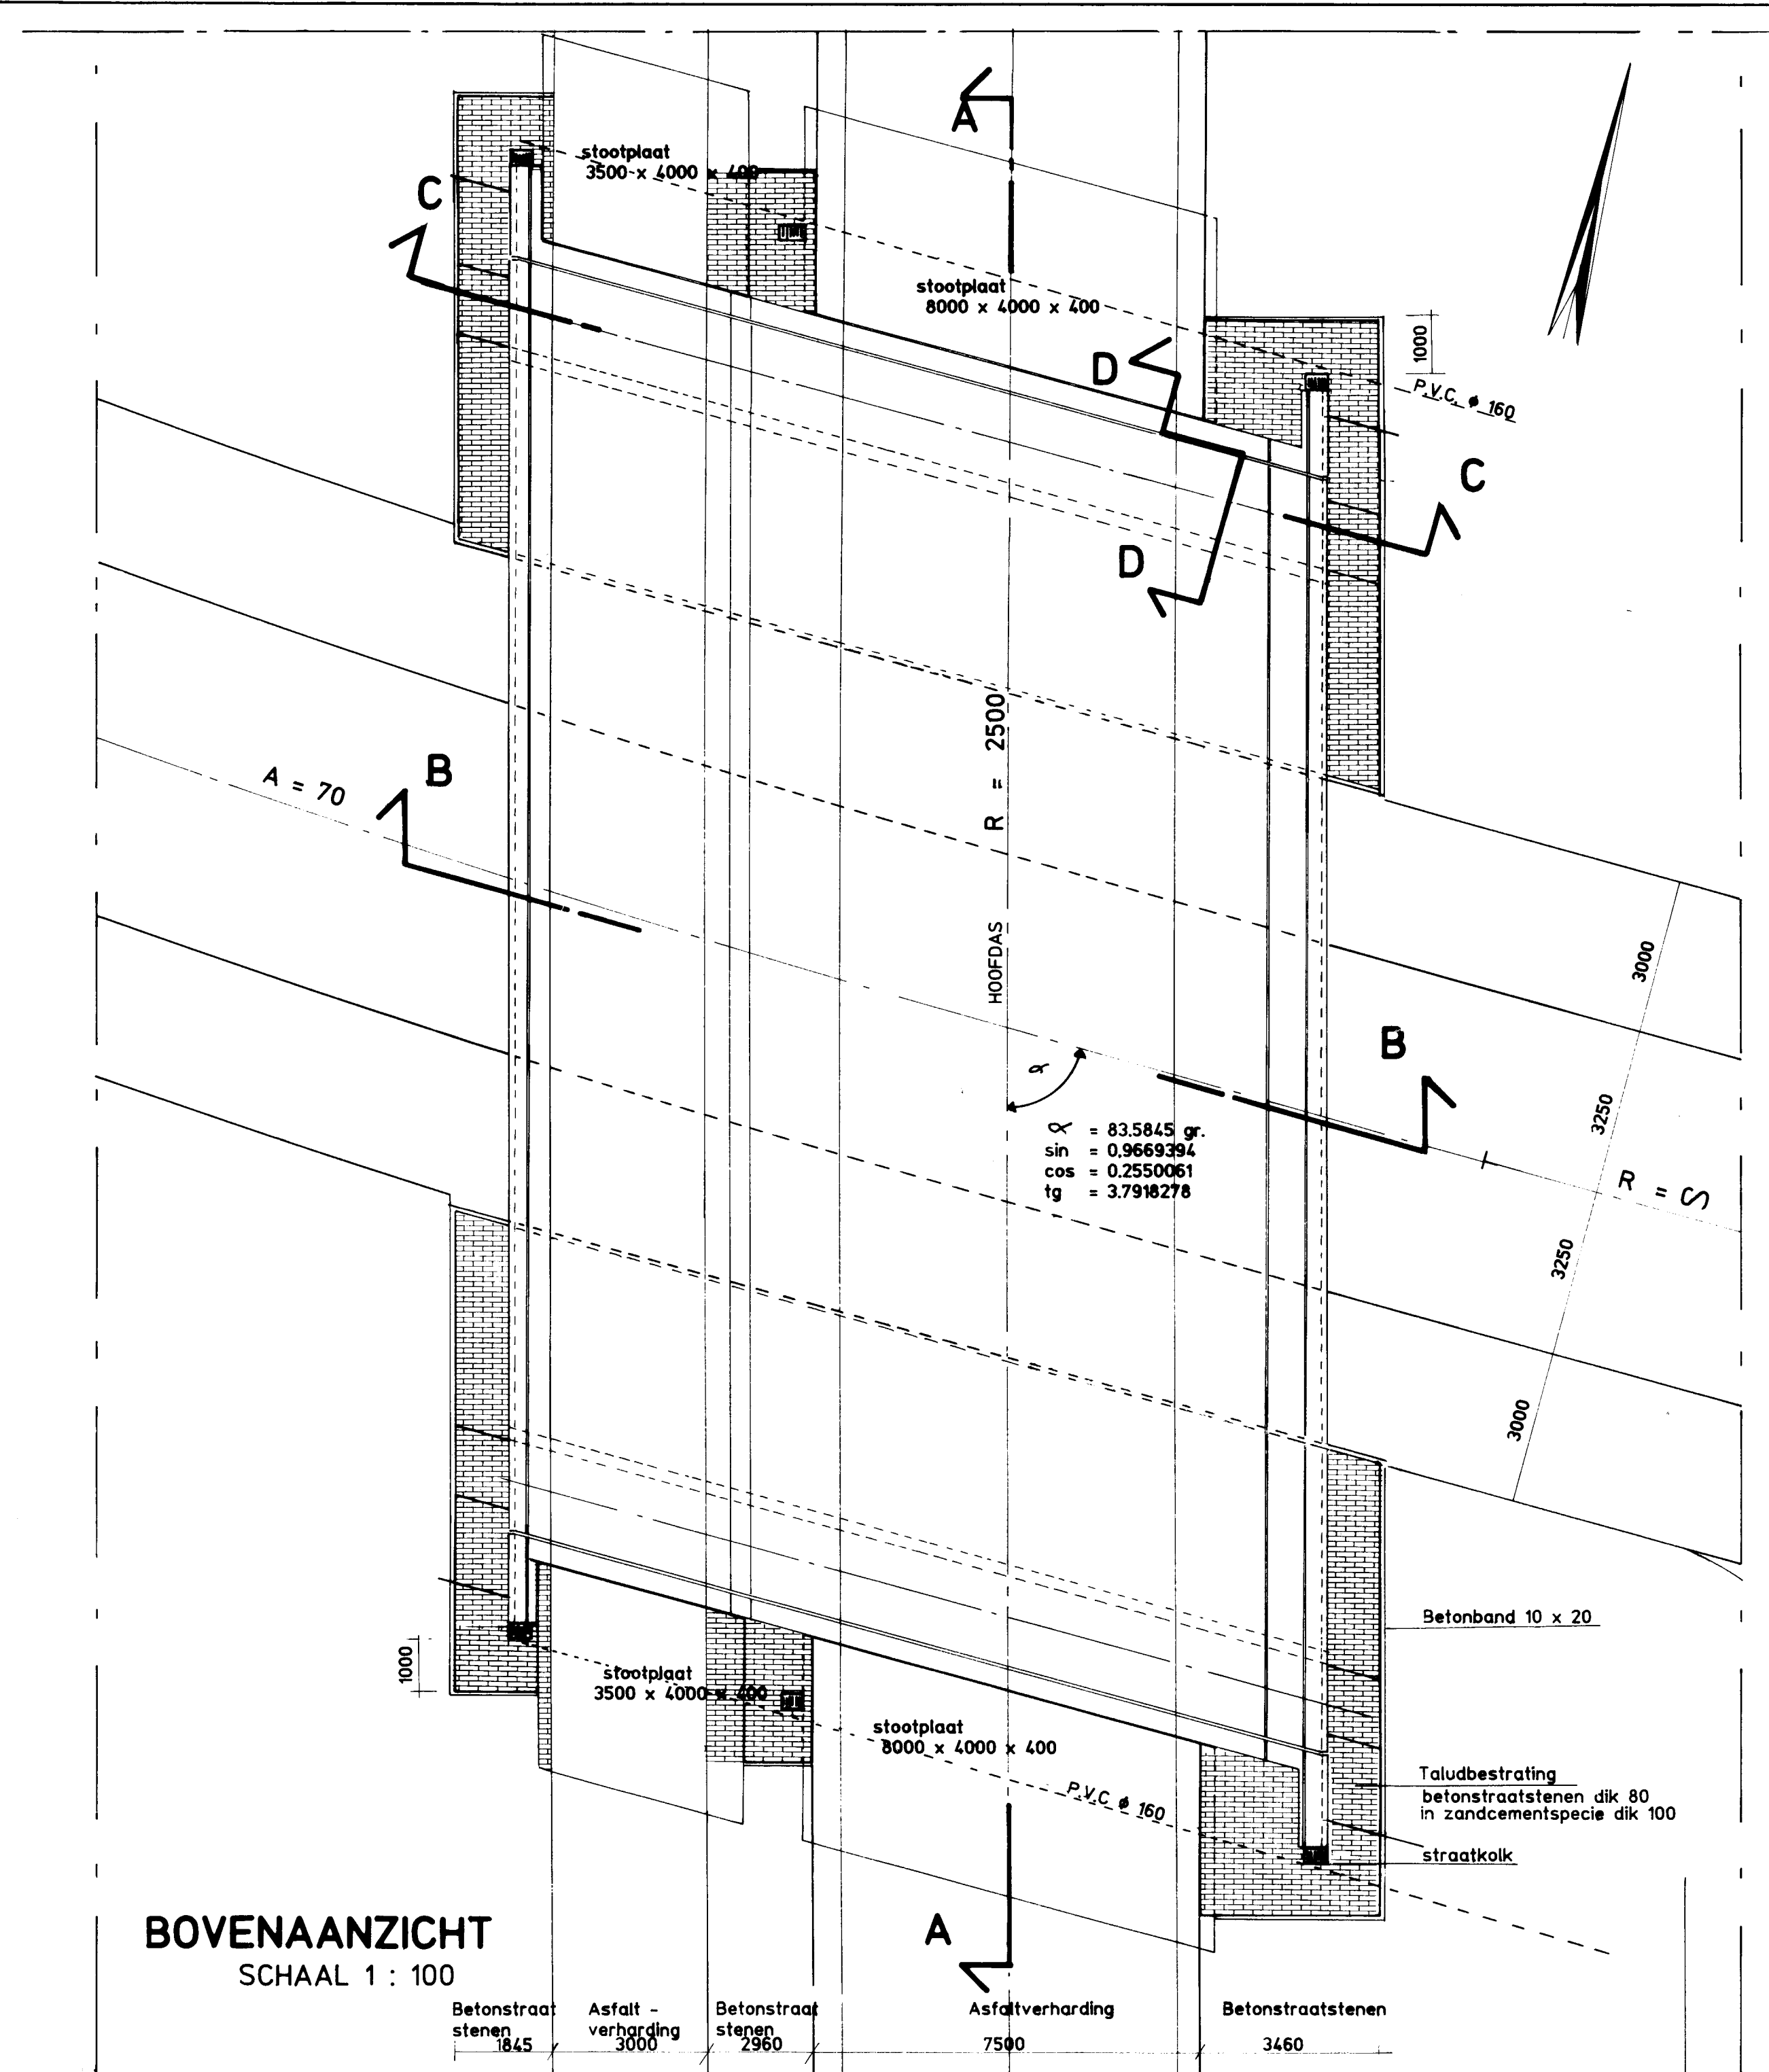 A
stootplaat
3500 x 4000 x 400
C
stootplaat
8000 x 4000 x 400
1000
D
P.V.C. ø 160
C
D
R = 2500
A = 70
B
HOOFDAS
3000
B
α
α = 83.5845 gr.
sin = 0.9669394
cos = 0.2550061
tg = 3.7918278
3250
R = ∞
3250
3000
Betonband 10 x 20
1000
stootplaat
3500 x 4000 x 400
stootplaat
8000 x 4000 x 400
P.V.C ø 160
Taludbestrating
betonstraatstenen dik 80
in zandcementspecie dik 100
straatkolk
A
BOVENAANZICHT
SCHAAL 1 : 100
Betonstraat
stenen
1845
Asfalt -
verharding
3000
Betonstraat
stenen
2960
Asfaltverharding
7500
Betonstraatstenen
3460